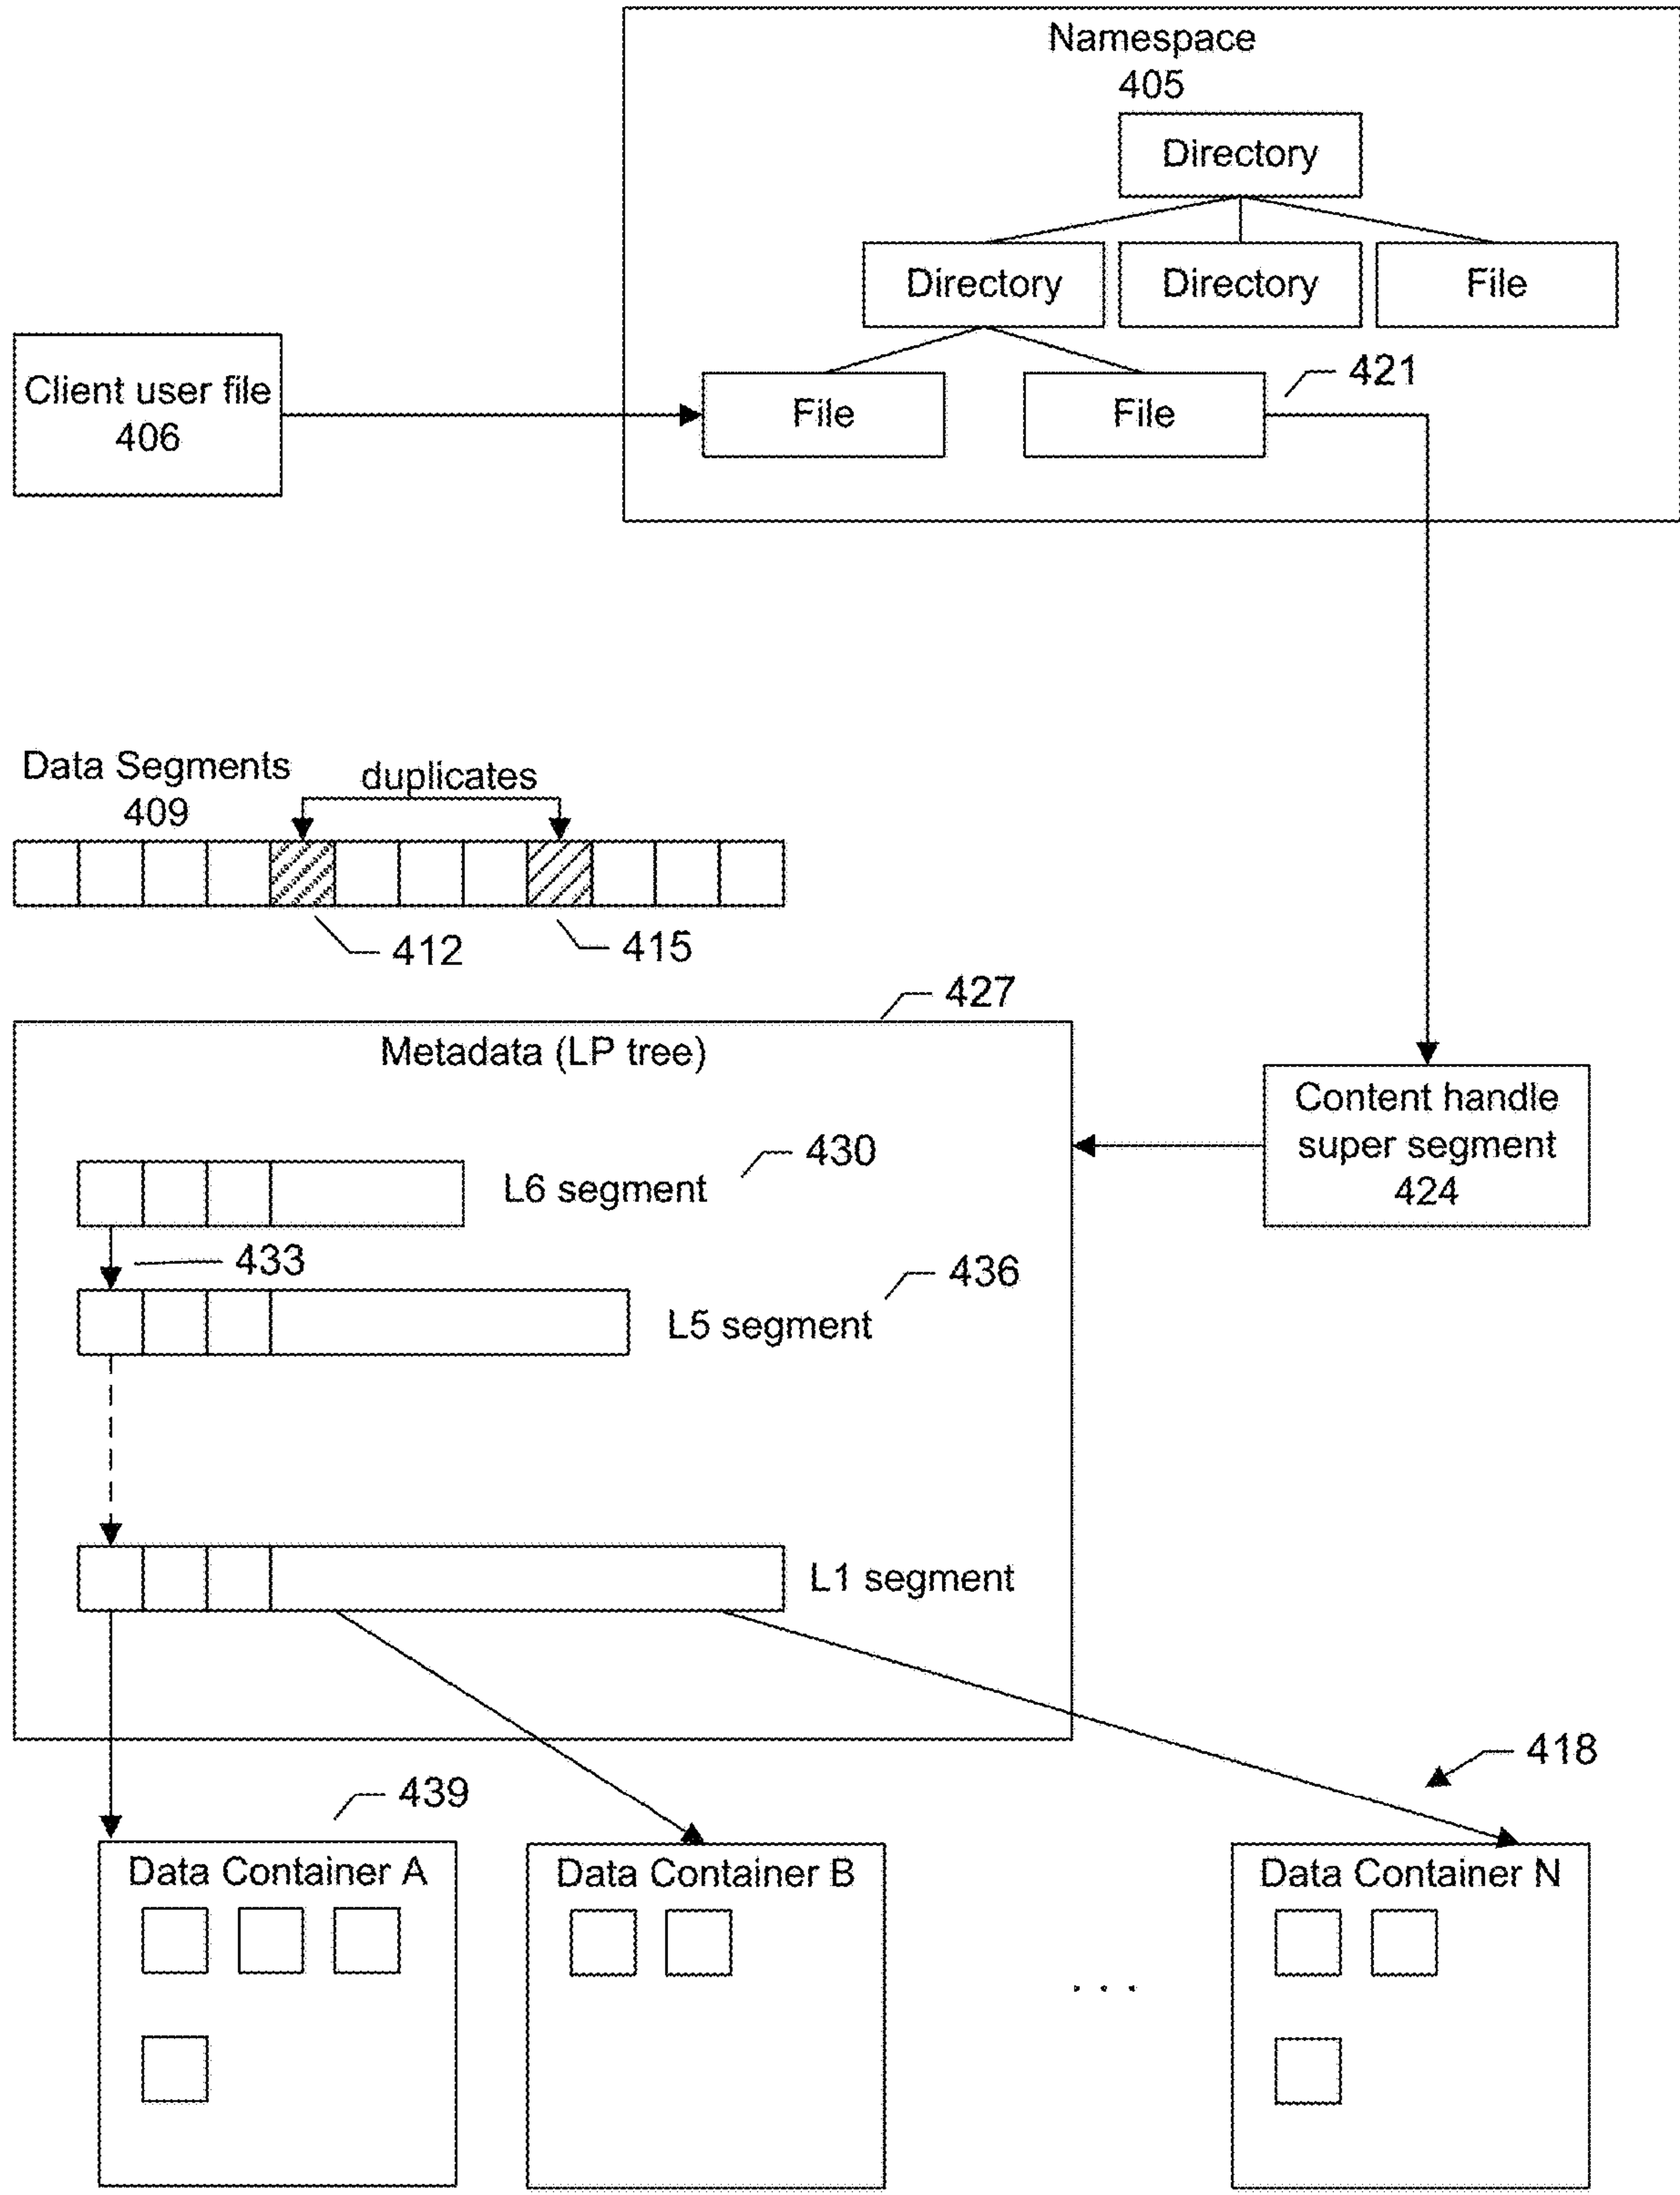 Namespace
405
Directory
Directory
Directory
File
Client user file
406
File
File
421
Data Segments
409
duplicates
412
415
427
Metadata (LP tree)
Content handle
super segment
424
430
L6 segment
433
436
L5 segment
L1 segment
418
439
Data Container A
Data Container B
. . .
Data Container N